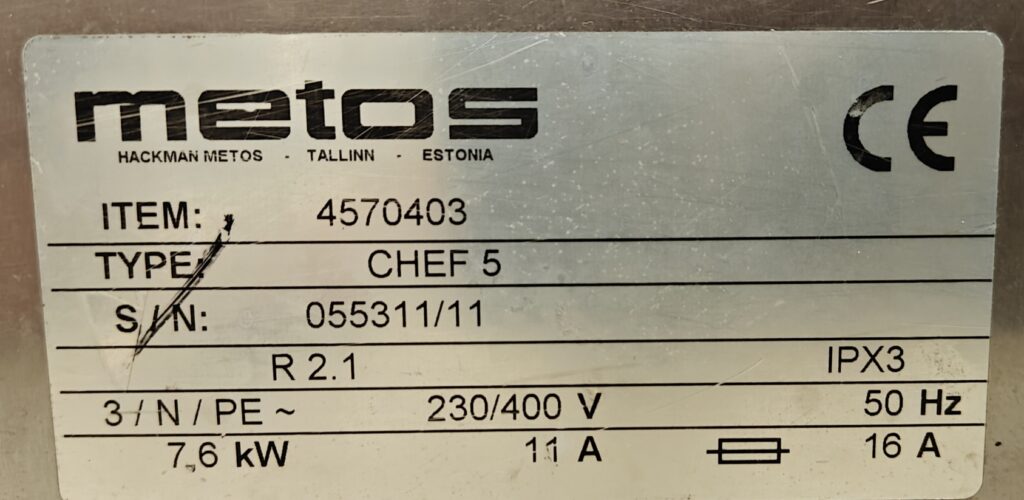 metos CE
HACKMAN METOS - TALLINN - ESTONIA
ITEM: 4570403
TYPE: CHEF 5
S / N: 055311/11
R 2.1 IPX3
3 / N / PE ~ 230/400 V 50 Hz
7,6 kW 11 A 16 A